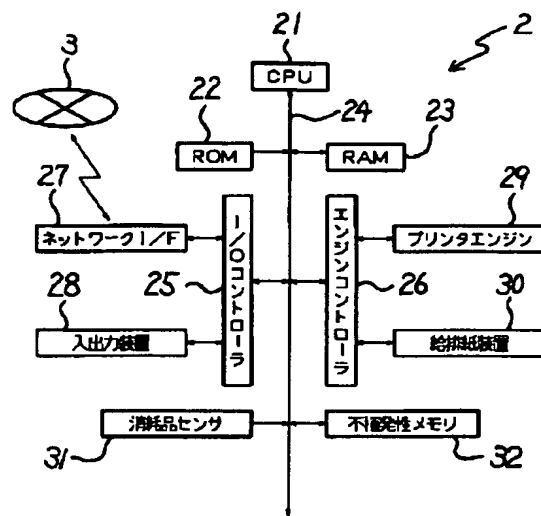 21
2
3
CPU
22
24
23
ROM
RAM
27
29
ネットワークI/F
I/Oコントローラ
エンジンコントローラ
プリンタエンジン
25
26
28
30
入出力装置
給排紙装置
消耗品センサ
不揮発性メモリ
31
32